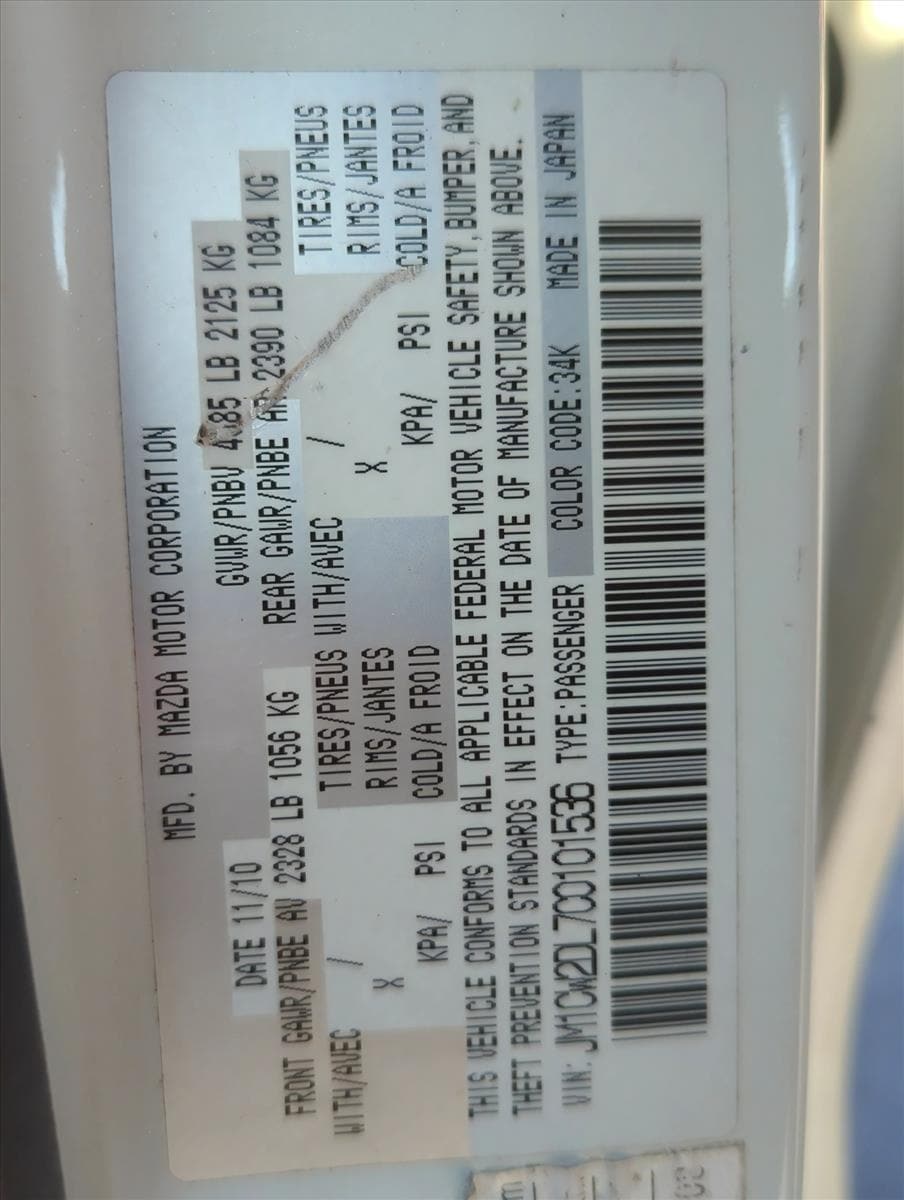 MFD. BY MAZDA MOTOR CORPORATION
DATE 11/10 GVWR/PNBV LB 2125 KG
FRONT GAWR/PNBE AV 2328 LB 1056 KG REAR GAWR/PNBE AR 2390 LB 1084 KG
WITH/AVEC / TIRES/PNEUS WITH/AVEC / TIRES/PNEUS
X RIMS/JANTES X RIMS/JANTES
KPA/ PSI COLD/A FROID KPA/ PSI COLD/A FROID
THIS VEHICLE CONFORMS TO ALL APPLICABLE FEDERAL MOTOR VEHICLE SAFETY, BUMPER, AND
THEFT PREVENTION STANDARDS IN EFFECT ON THE DATE OF MANUFACTURE SHOWN ABOVE.
VIN: JM1CW2DL7C0101536 TYPE:PASSENGER COLOR CODE:34K MADE IN JAPAN